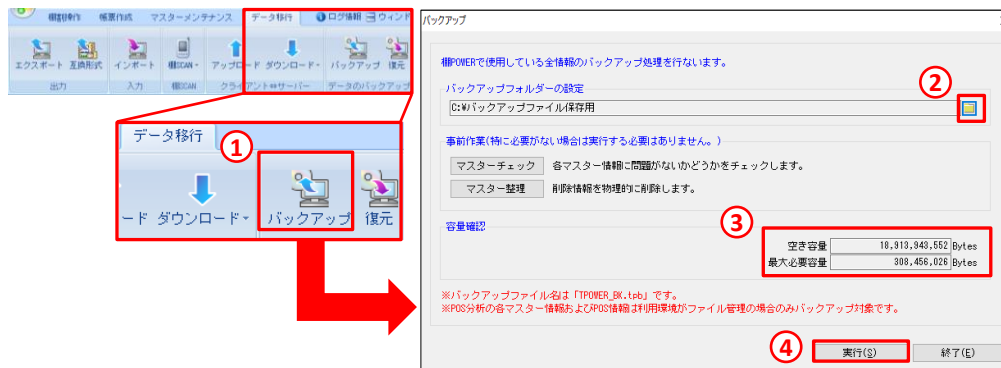 棚割操作 帳票作成 マスターメンテナンス データ移行 ログ情報 ウィンド
エクスポート 互換形式 インポート 棚SCAN アップロード ダウンロード バックアップ 復元
出力 入力 棚SCAN クライアント⇔サーバー データのバックアップ
データ移行
①
ード ダウンロード バックアップ 復元
バックアップ
棚POWERで使用している全情報のバックアップ処理を行ないます。
バックアップフォルダーの設定
②
C:¥バックアップファイル保存用
事前作業(特に必要がない場合は実行する必要はありません。)
マスターチェック 各マスター情報に問題がないかどうかをチェックします。
マスター整理 削除情報を物理的に削除します。
容量確認
③
空き容量 18,913,943,552 Bytes
最大必要容量 308,456,026 Bytes
※バックアップファイル名は「TPOWER_BK.tpb」です。
※POS分析の各マスター情報およびPOS情報は利用環境がファイル管理の場合のみバックアップ対象です。
④
実行(S) 終了(E)